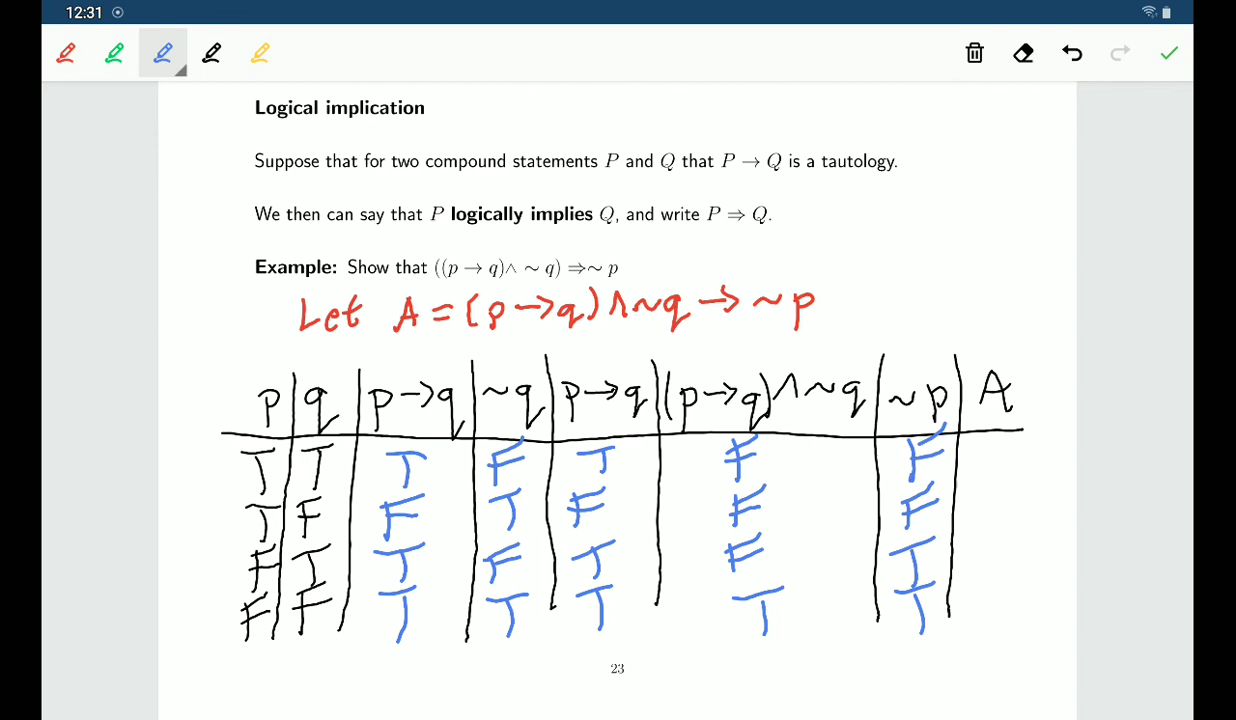 12:31
Logical implication
Suppose that for two compound statements P and Q that P → Q is a tautology.
We then can say that P logically implies Q, and write P ⇒ Q.
Example: Show that ((p → q)∧ ∼ q) ⇒∼ p
Let A = (p → q) ∧ ~q → ~p
p q p → q ~q p → q (p → q) ∧ ~q ~p A
T T T F T F F
T F F T F F F
F T T F T F T
F F T T T T T
23